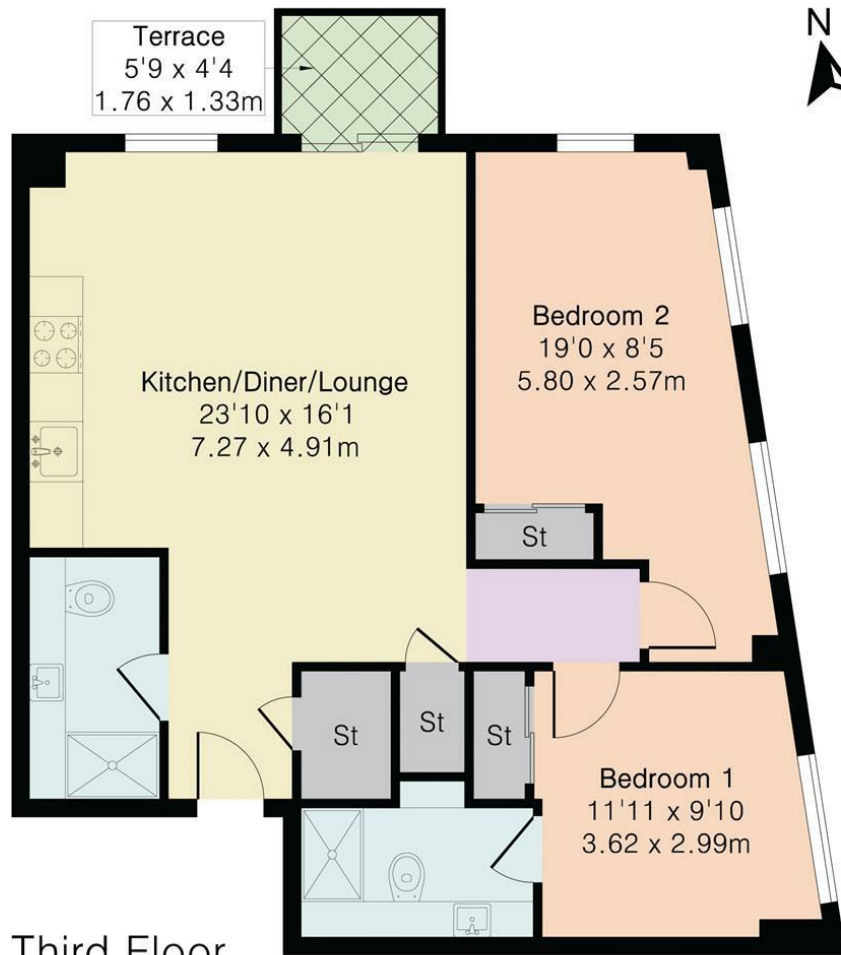 N
Terrace
5'9 x 4'4
1.76 x 1.33m
Bedroom 2
19'0 x 8'5
5.80 x 2.57m
Kitchen/Diner/Lounge
23'10 x 16'1
7.27 x 4.91m
St
St
St
St
Bedroom 1
11'11 x 9'10
3.62 x 2.99m
Third Floor